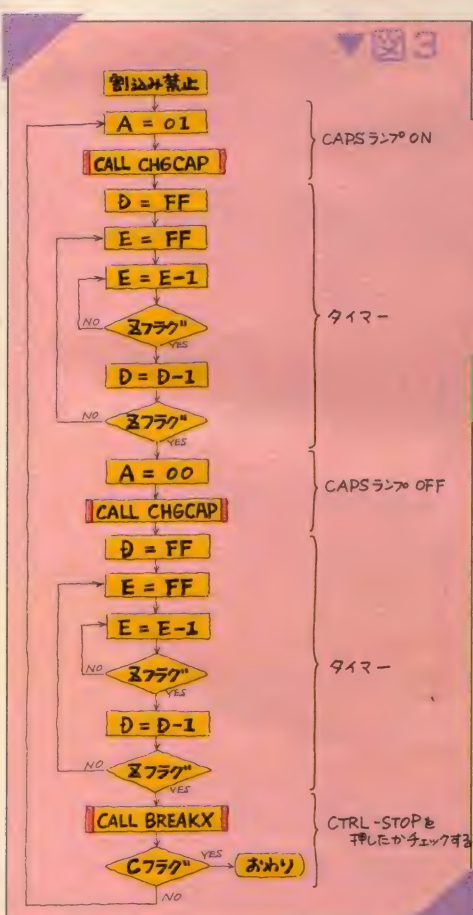 ▼図3
割込み禁止
A = 01
CALL CHGCAP
CAPSランプON
D = FF
E = FF
E = E-1
Zフラグ
NO
YES
D = D-1
Zフラグ
NO
YES
タイマー
A = 00
CALL CHGCAP
CAPSランプOFF
D = FF
E = FF
E = E-1
Zフラグ
NO
YES
D = D-1
Zフラグ
NO
YES
タイマー
CALL BREAKX
Cフラグ
YES
おわり
NO
CTRL-STOPを
押したかチェックする